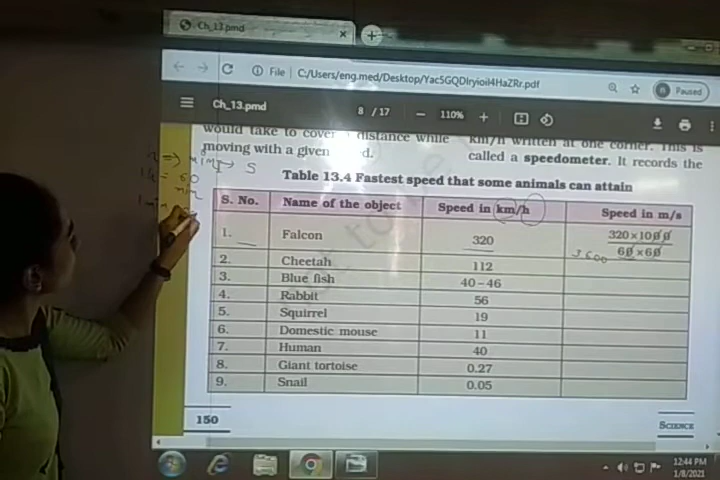 Ch_13.pmd
File | C:/Users/eng.med/Desktop/Yac5GQDlryioiI4HaZRr.pdf
Paused
Ch_13.pmd 8 / 17 110%
would take to cover distance while
moving with a given
km/h written at one corner. This is
called a speedometer. It records the
Table 13.4 Fastest speed that some animals can attain
S. No. Name of the object Speed in km/h Speed in m/s
1. Falcon 320 320×1000
60×60
3600
2. Cheetah 112
3. Blue fish 40 – 46
4. Rabbit 56
5. Squirrel 19
6. Domestic mouse 11
7. Human 40
8. Giant tortoise 0.27
9. Snail 0.05
150
SCIENCE
12:44 PM
1/8/2021